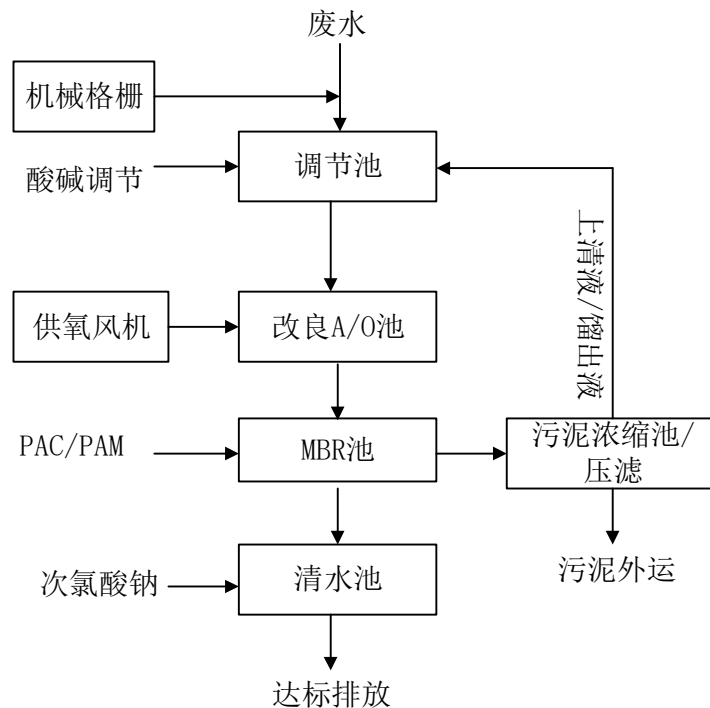 废水
机械格栅
酸碱调节
调节池
上清液/馏出液
供氧风机
改良A/O池
PAC/PAM
MBR池
污泥浓缩池/
压滤
次氯酸钠
清水池
污泥外运
达标排放